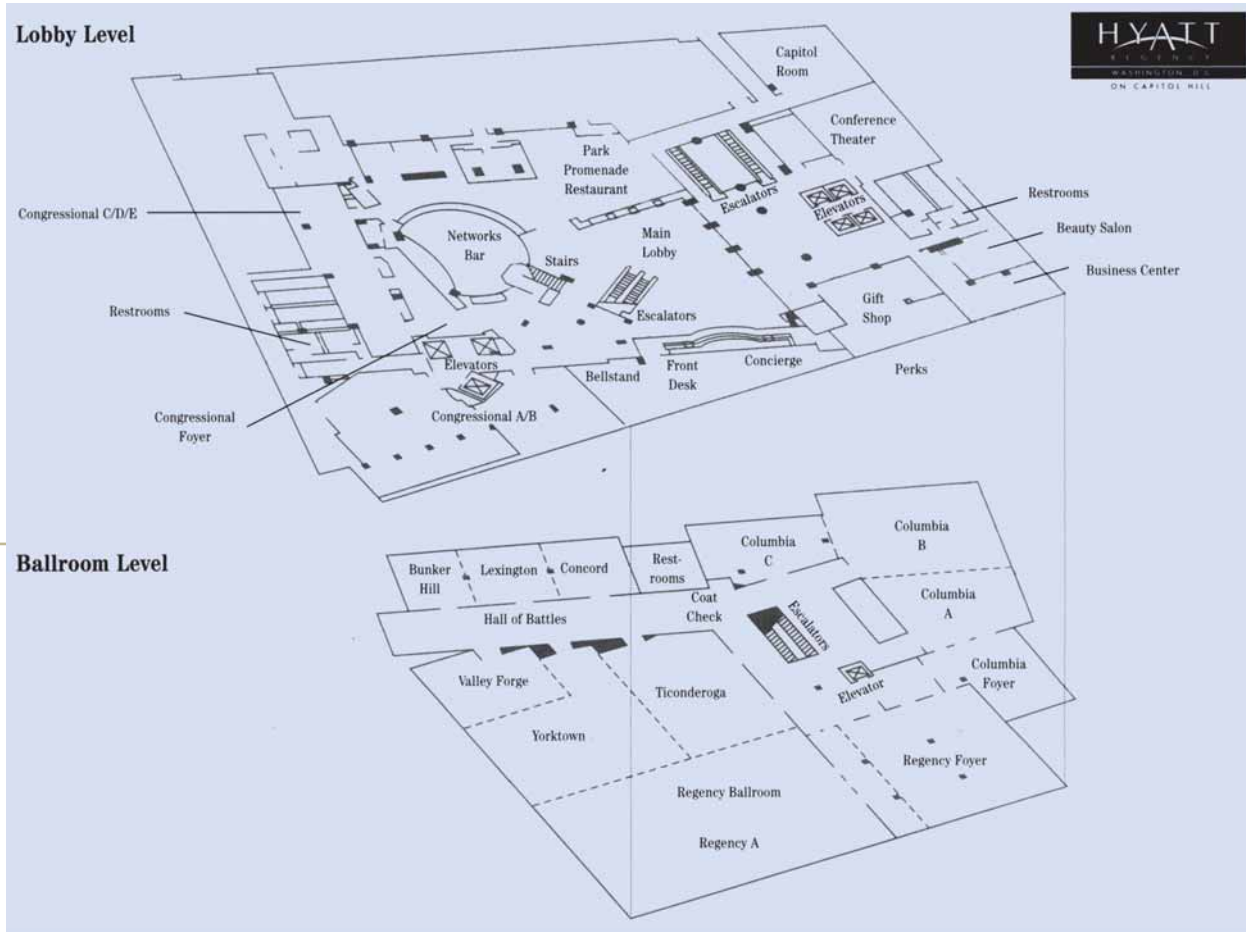 Lobby Level
HYATT
REGENCY
WASHINGTON, D.C.
ON CAPITOL HILL
Capitol
Room
Conference
Theater
Park
Promenade
Restaurant
Escalators
Elevators
Restrooms
Congressional C/D/E
Beauty Salon
Networks
Bar
Main
Lobby
Stairs
Business Center
Gift
Shop
Restrooms
Escalators
Elevators
Bellstand
Front
Desk
Concierge
Perks
Congressional
Foyer
Congressional A/B
Ballroom Level
Bunker
Hill
Lexington
Concord
Rest-
rooms
Columbia
C
Columbia
B
Columbia
A
Coat
Check
Escalators
Hall of Battles
Columbia
Foyer
Elevator
Valley Forge
Ticonderoga
Yorktown
Regency Foyer
Regency Ballroom
Regency A